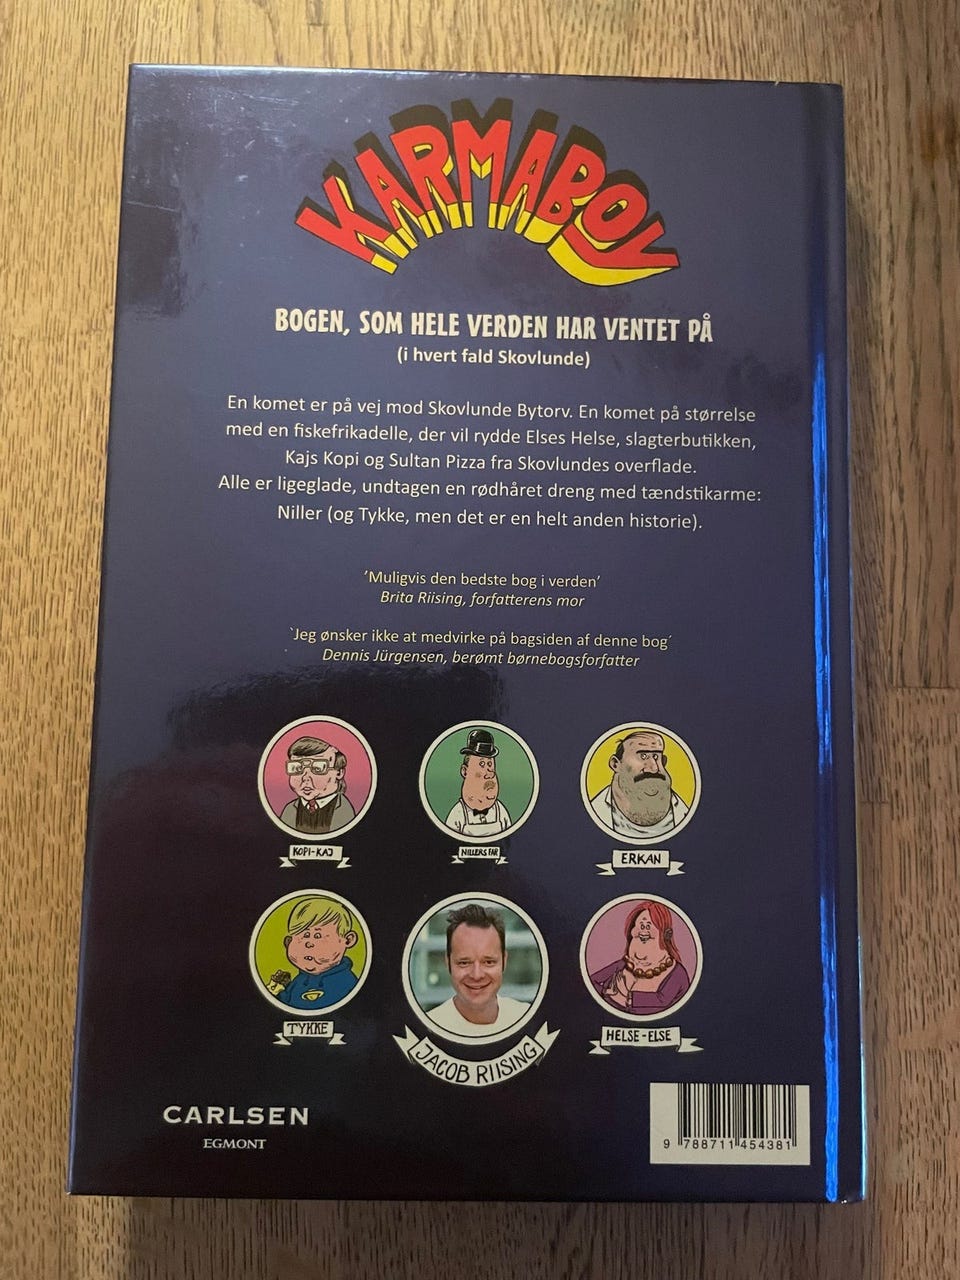 KARMABOY
BOGEN, SOM HELE VERDEN HAR VENTET PÅ
(i hvert fald Skovlunde)
En komet er på vej mod Skovlunde Bytorv. En komet på størrelse
med en fiskefrikadelle, der vil rydde Elses Helse, slagterbutikken,
Kajs Kopi og Sultan Pizza fra Skovlundes overflade.
Alle er ligeglade, undtagen en rødhåret dreng med tændstikarme:
Niller (og Tykke, men det er en helt anden historie).
’Muligvis den bedste bog i verden’
Brita Riising, forfatterens mor
`Jeg ønsker ikke at medvirke på bagsiden af denne bog´
Dennis Jürgensen, berømt børnebogsforfatter
KOPI-KAJ
NILLERS FAR
ERKAN
TYKKE
JACOB RIISING
HELSE-ELSE
CARLSEN
EGMONT
9 788711 454381